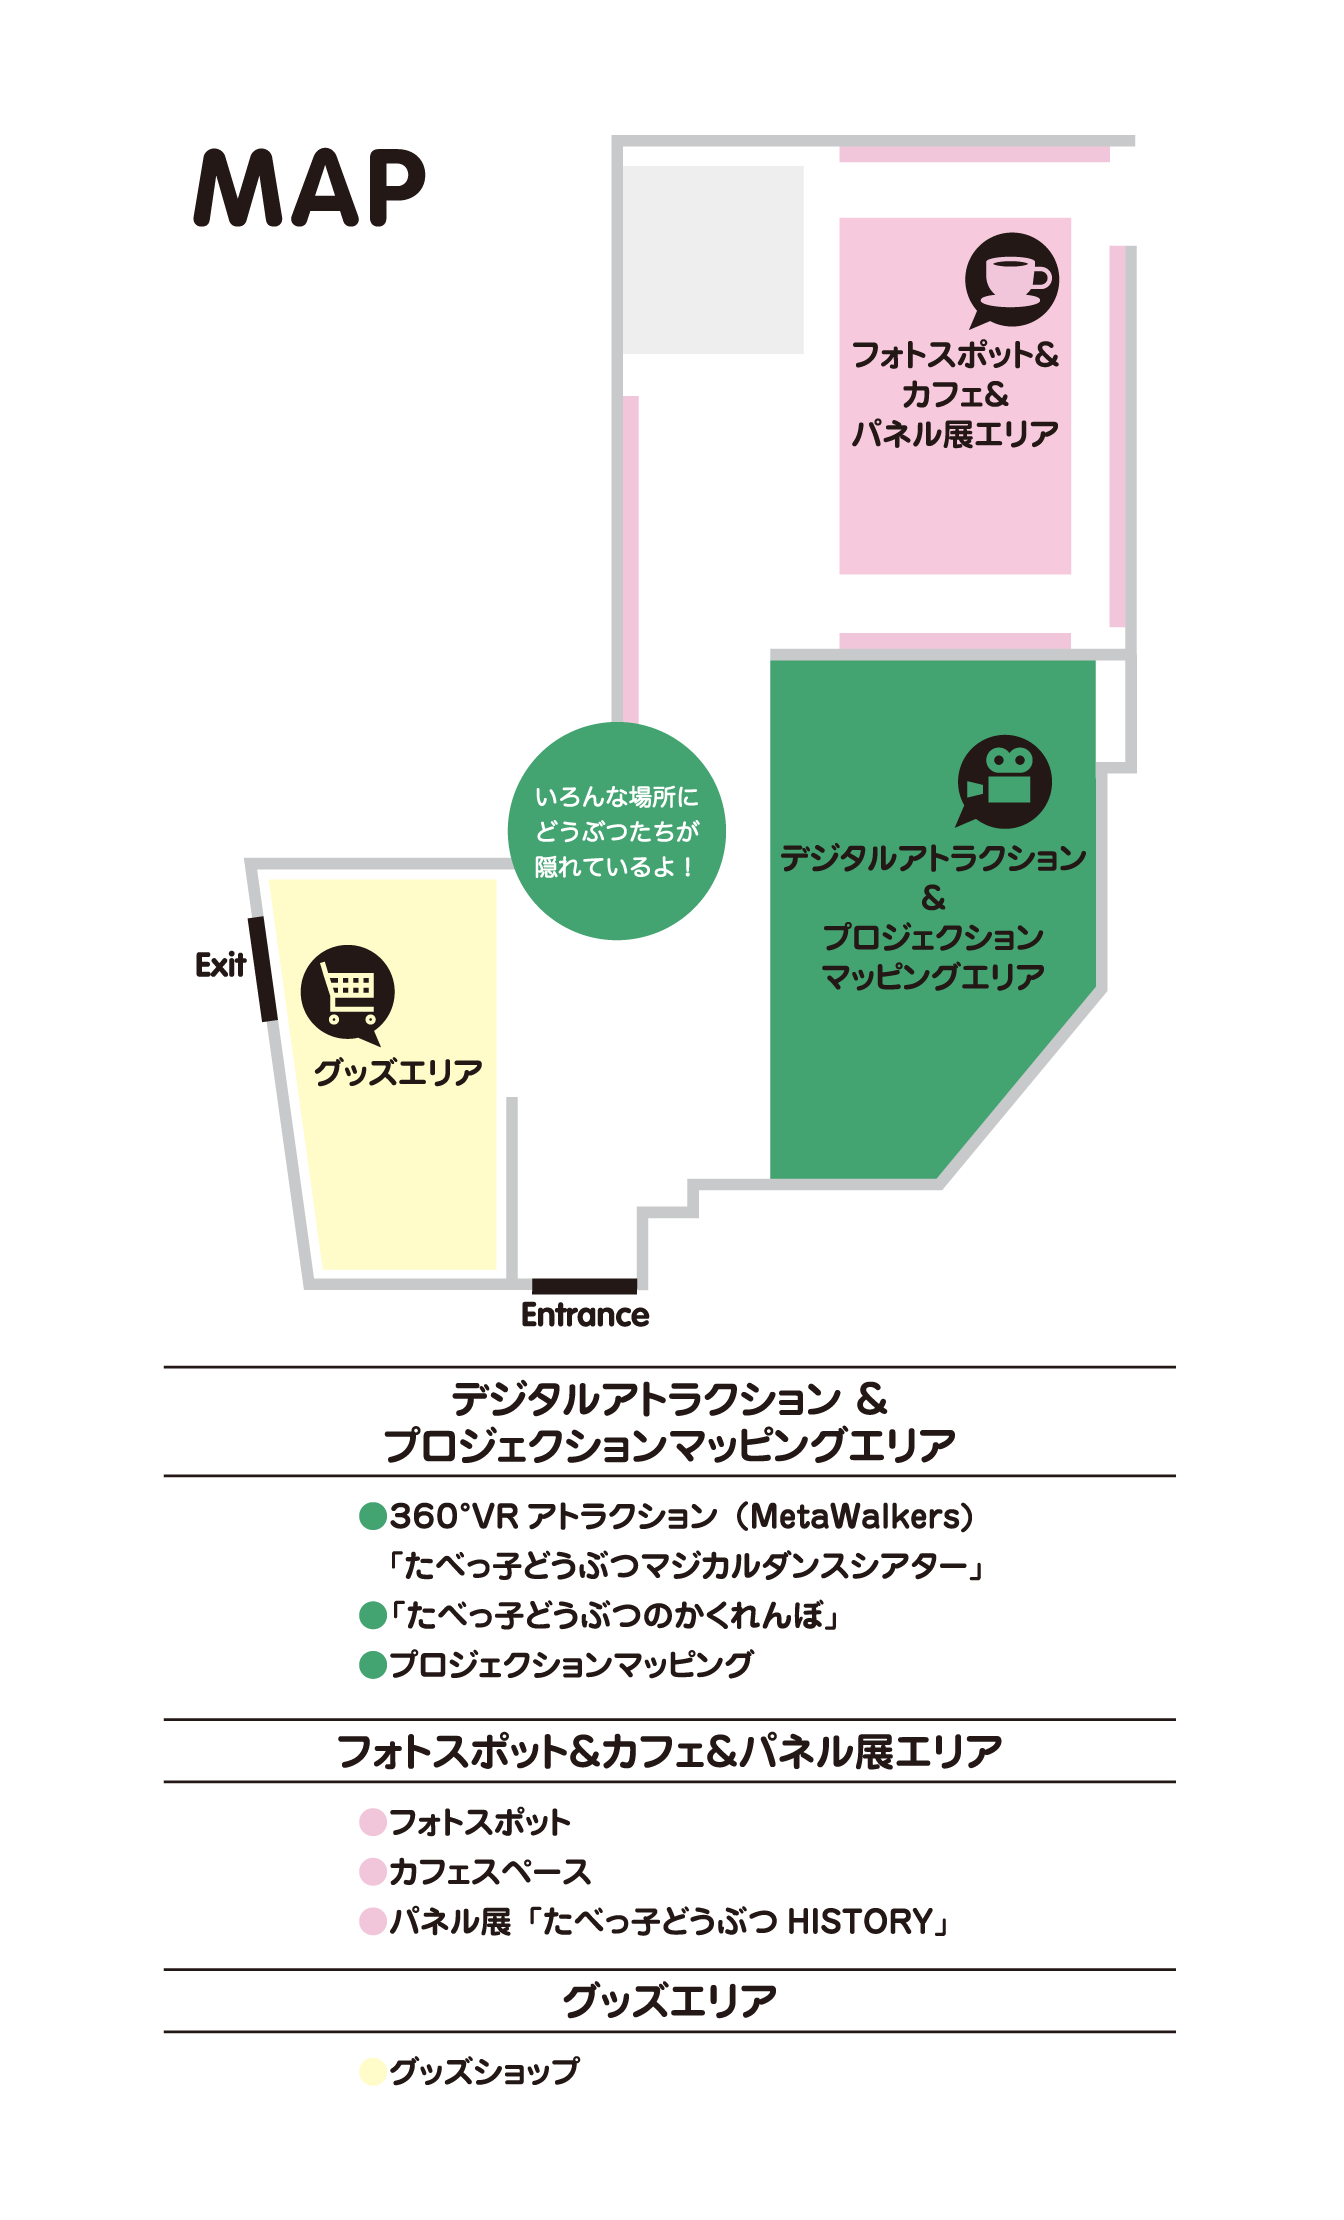 MAP
フォトスポット&
カフェ&
パネル展エリア
いろんな場所に
どうぶつたちが
隠れているよ！
デジタルアトラクション
&
プロジェクション
マッピングエリア
Exit
グッズエリア
Entrance
デジタルアトラクション &
プロジェクションマッピングエリア
●360°VR アトラクション（MetaWalkers）
「たべっ子どうぶつマジカルダンスシアター」
●「たべっ子どうぶつのかくれんぼ」
●プロジェクションマッピング
フォトスポット&カフェ&パネル展エリア
●フォトスポット
●カフェスペース
●パネル展「たべっ子どうぶつ HISTORY」
グッズエリア
●グッズショップ